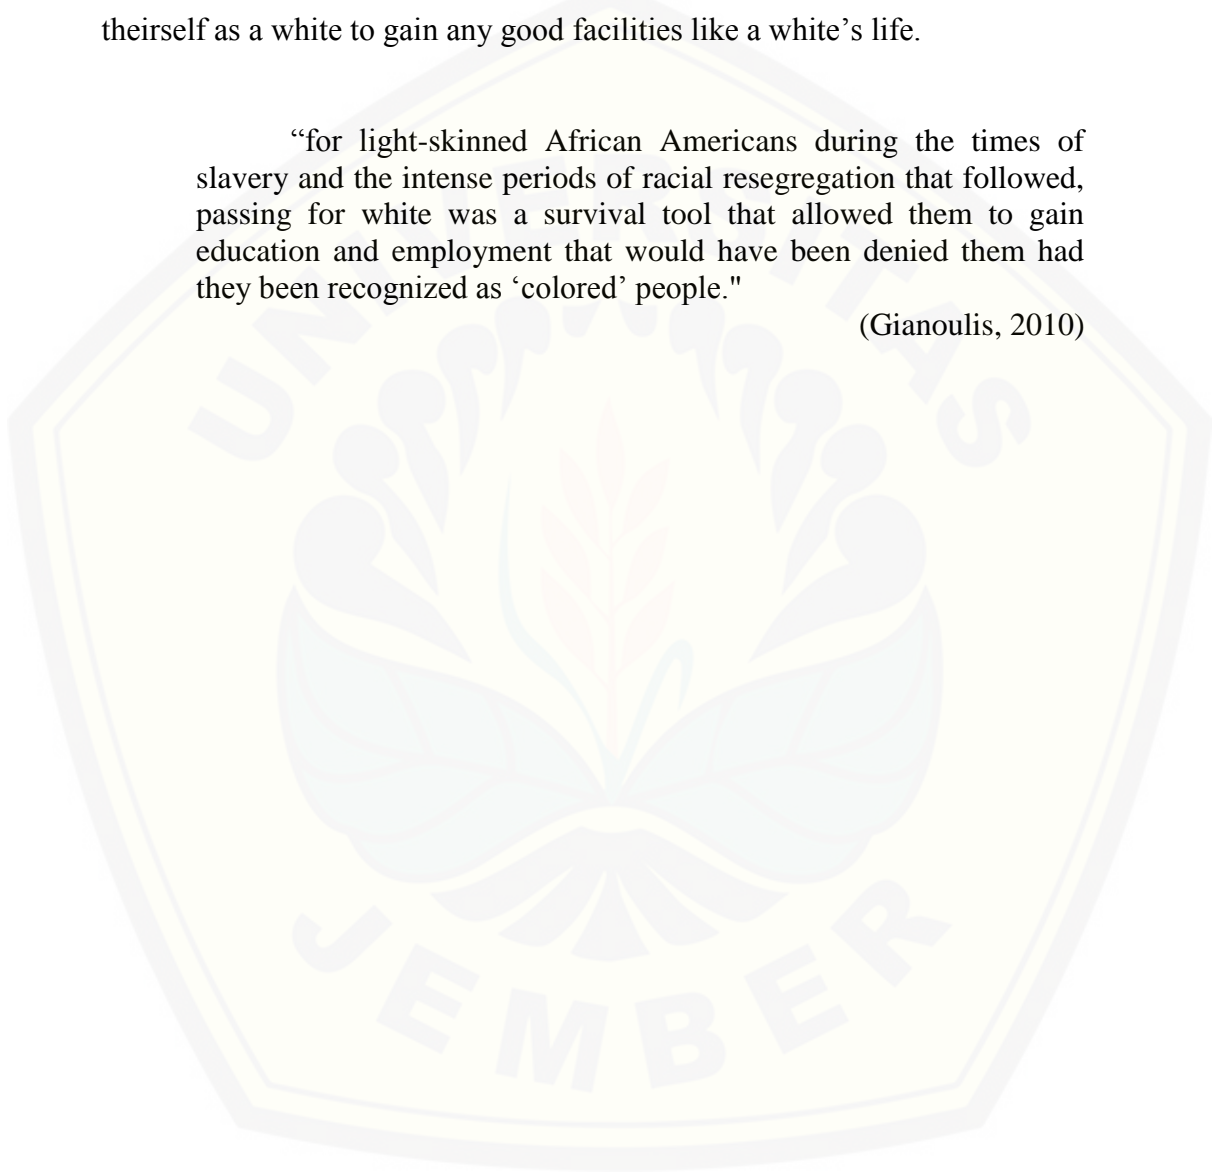 theirself as a white to gain any good facilities like a white’s life.
“for light-skinned African Americans during the times of
slavery and the intense periods of racial resegregation that followed,
passing for white was a survival tool that allowed them to gain
education and employment that would have been denied them had
they been recognized as ‘colored’ people."
(Gianoulis, 2010)
UNIVERSITAS
JEMBER